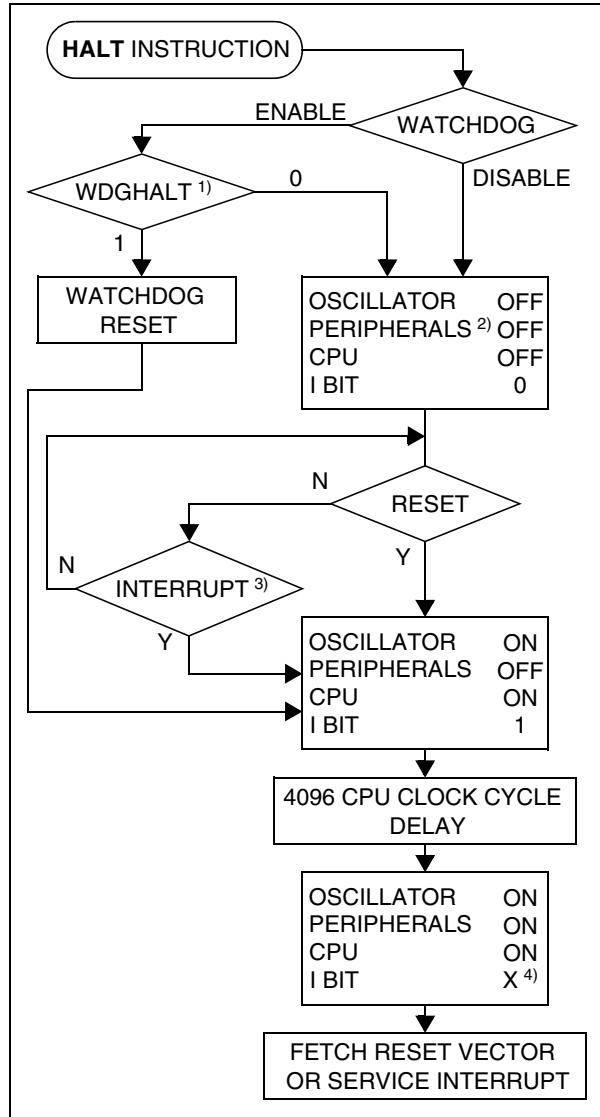 HALT INSTRUCTION
ENABLE
WATCHDOG
WDGHALT 1)
0
DISABLE
1
WATCHDOG
RESET
OSCILLATOR OFF
PERIPHERALS 2) OFF
CPU OFF
I BIT 0
N
RESET
N
INTERRUPT 3)
Y
Y
OSCILLATOR ON
PERIPHERALS OFF
CPU ON
I BIT 1
4096 CPU CLOCK CYCLE
DELAY
OSCILLATOR ON
PERIPHERALS ON
CPU ON
I BIT X 4)
FETCH RESET VECTOR
OR SERVICE INTERRUPT